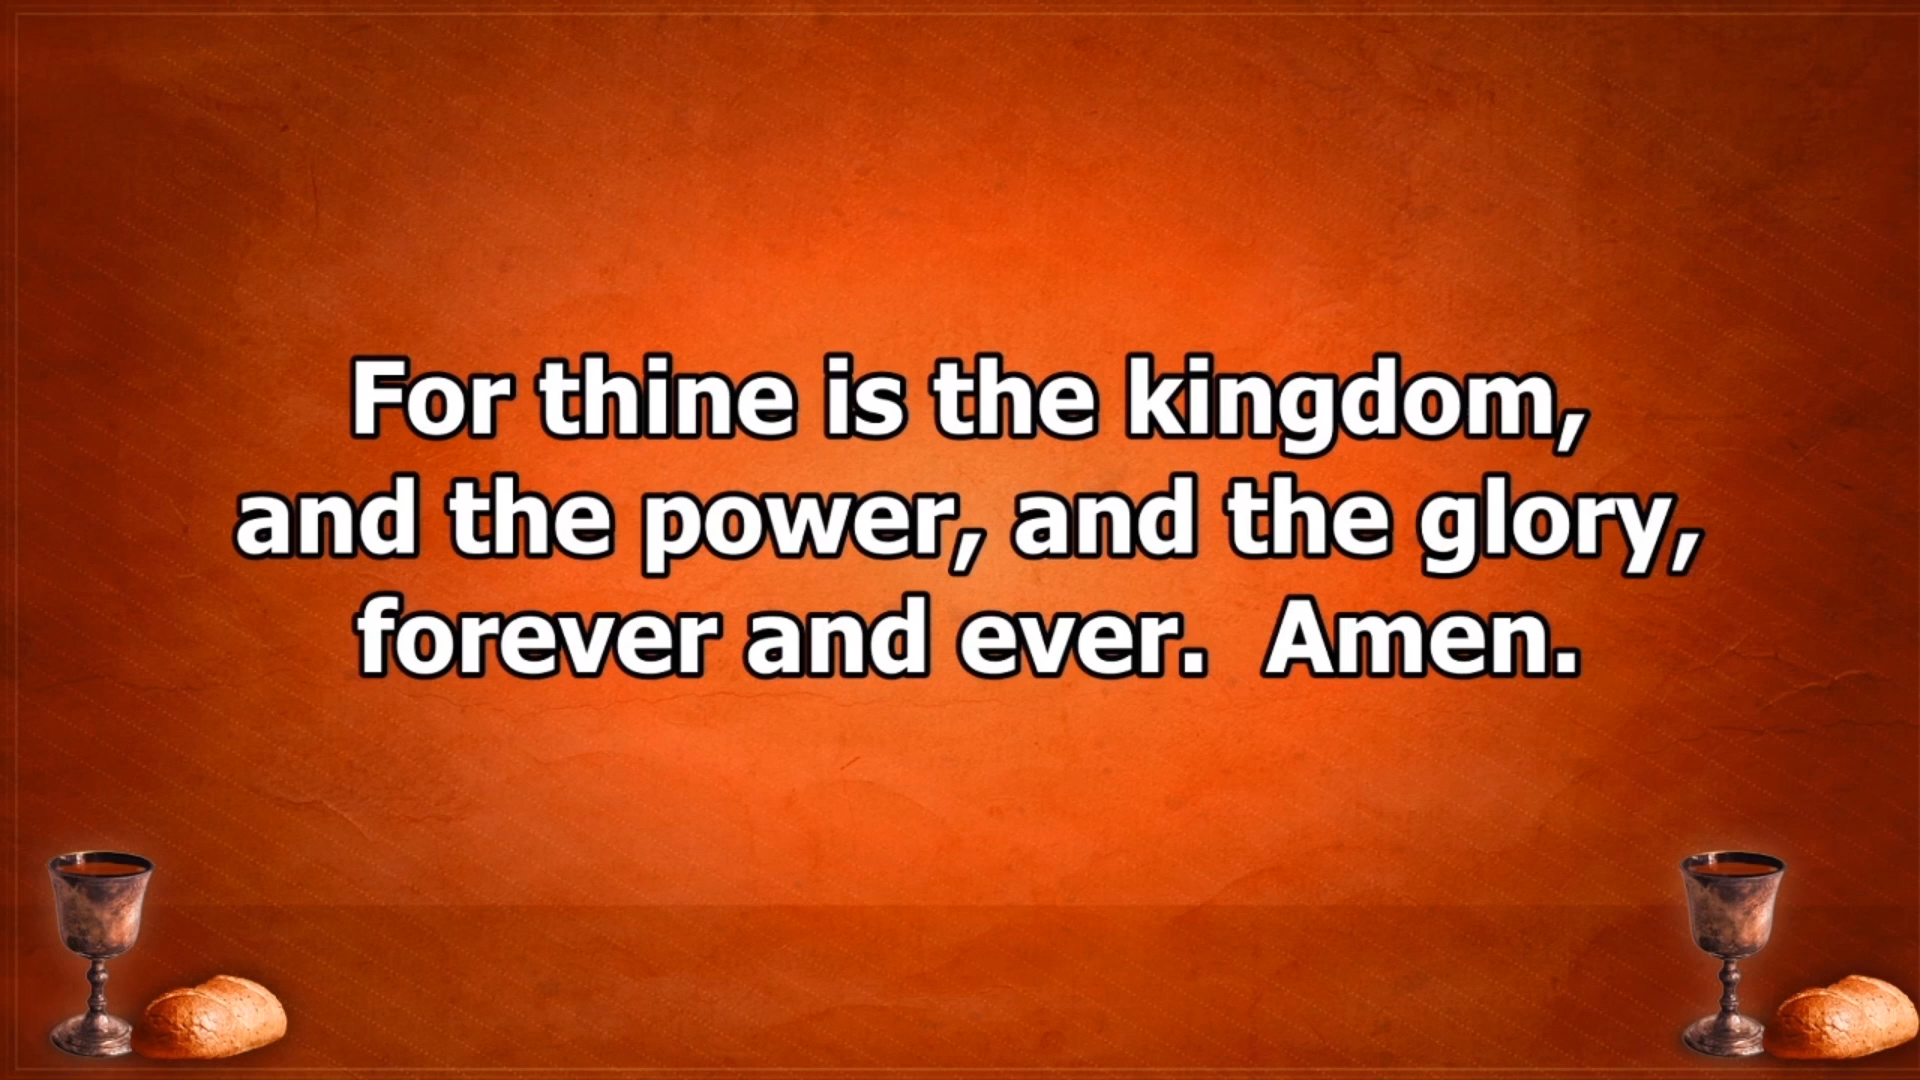 For thine is the kingdom,
and the power, and the glory,
forever and ever.  Amen.